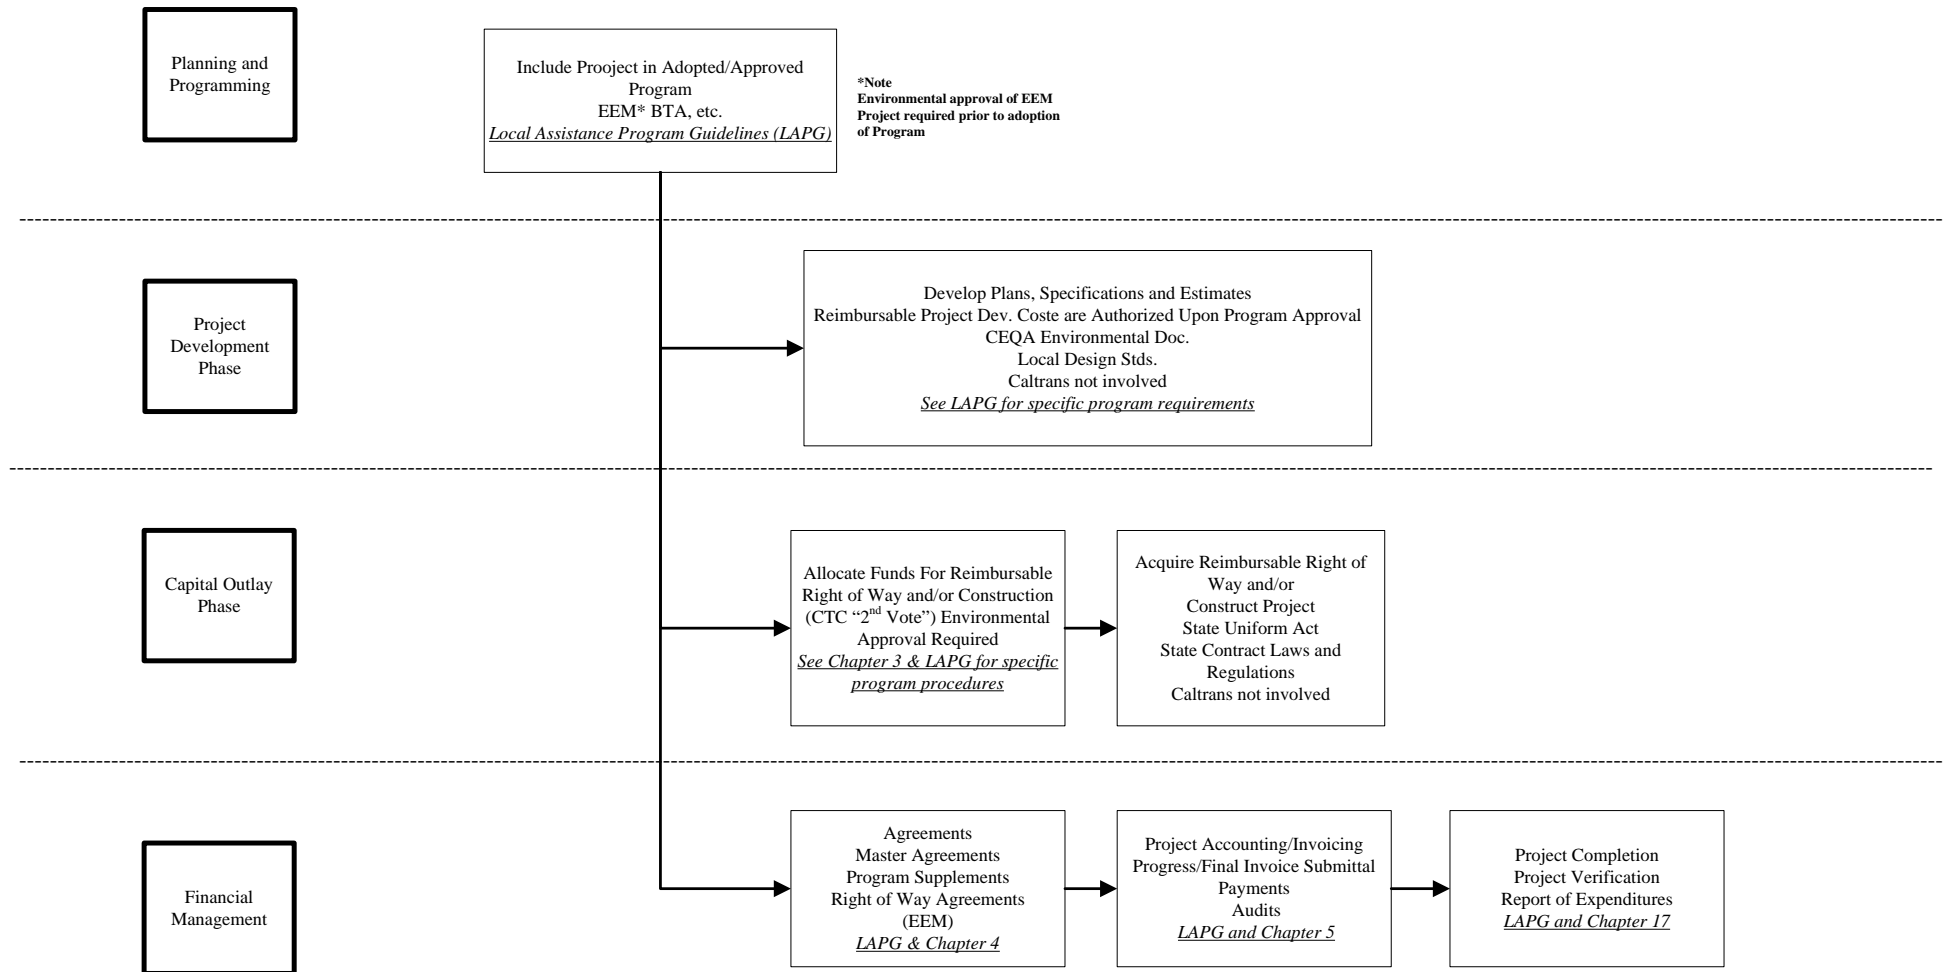 Planning and
Programming
Include Prooject in Adopted/Approved
Program
EEM* BTA, etc.
Local Assistance Program Guidelines (LAPG)
*Note
Environmental approval of EEM
Project required prior to adoption
of Program
Project
Development
Phase
Develop Plans, Specifications and Estimates
Reimbursable Project Dev. Coste are Authorized Upon Program Approval
CEQA Environmental Doc.
Local Design Stds.
Caltrans not involved
See LAPG for specific program requirements
Capital Outlay
Phase
Allocate Funds For Reimbursable
Right of Way and/or Construction
(CTC “2nd Vote”) Environmental
Approval Required
See Chapter 3 & LAPG for specific
program procedures
Acquire Reimbursable Right of
Way and/or
Construct Project
State Uniform Act
State Contract Laws and
Regulations
Caltrans not involved
Financial
Management
Agreements
Master Agreements
Program Supplements
Right of Way Agreements
(EEM)
LAPG & Chapter 4
Project Accounting/Invoicing
Progress/Final Invoice Submittal
Payments
Audits
LAPG and Chapter 5
Project Completion
Project Verification
Report of Expenditures
LAPG and Chapter 17